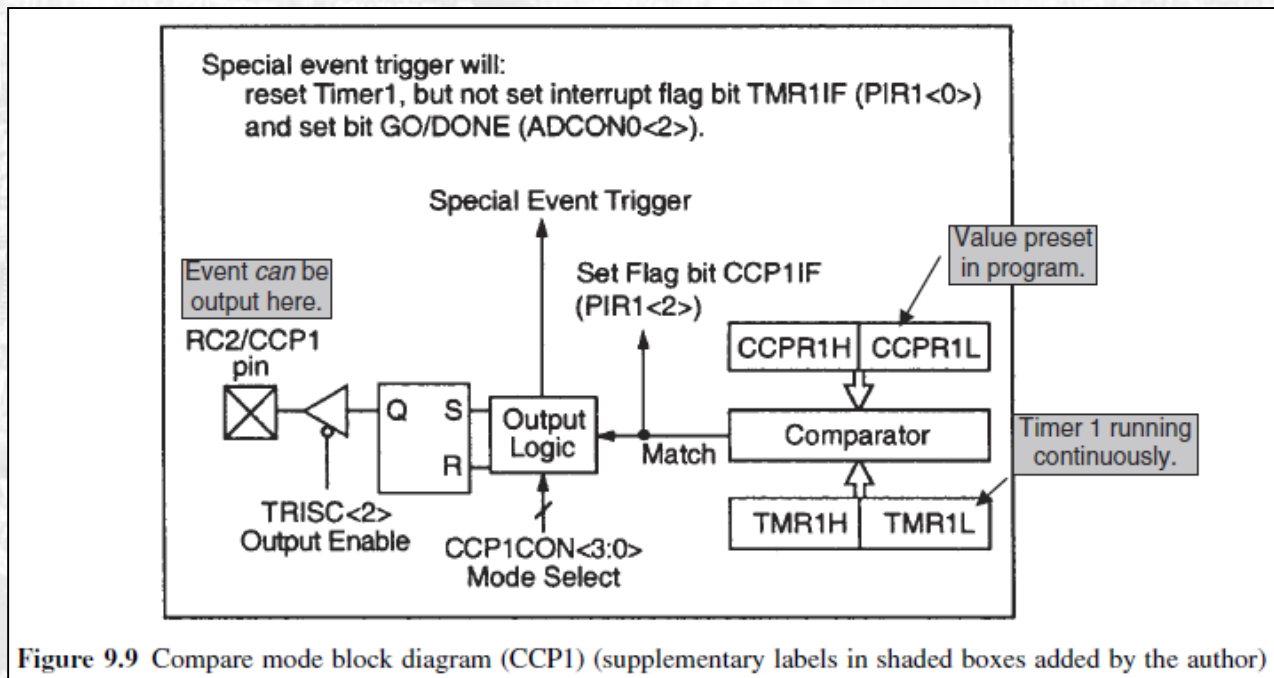 Special event trigger will:
reset Timer1, but not set interrupt flag bit TMR1IF (PIR1<0>)
and set bit GO/DONE (ADCON0<2>).
Special Event Trigger
Event can be
output here.
RC2/CCP1
pin
Set Flag bit CCP1IF
(PIR1<2>)
Value preset
in program.
CCPR1H CCPR1L
Q S
R
Output
Logic
Match
Comparator
Timer 1 running
continuously.
TRISC<2>
Output Enable
CCP1CON<3:0>
Mode Select
TMR1H TMR1L
Figure 9.9 Compare mode block diagram (CCP1) (supplementary labels in shaded boxes added by the author)